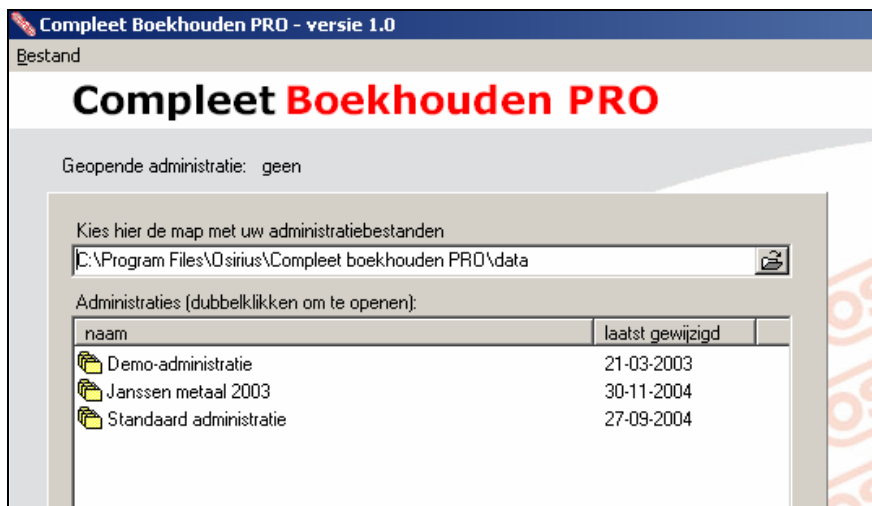 Compleet Boekhouden PRO - versie 1.0
Bestand
Compleet Boekhouden PRO
Geopende administratie: geen
Kies hier de map met uw administratiebestanden
C:\Program Files\Osirius\Compleet boekhouden PRO\data
Administraties (dubbelklikken om te openen):
naam laatst gewijzigd
Demo-administratie 21-03-2003
Janssen metaal 2003 30-11-2004
Standaard administratie 27-09-2004